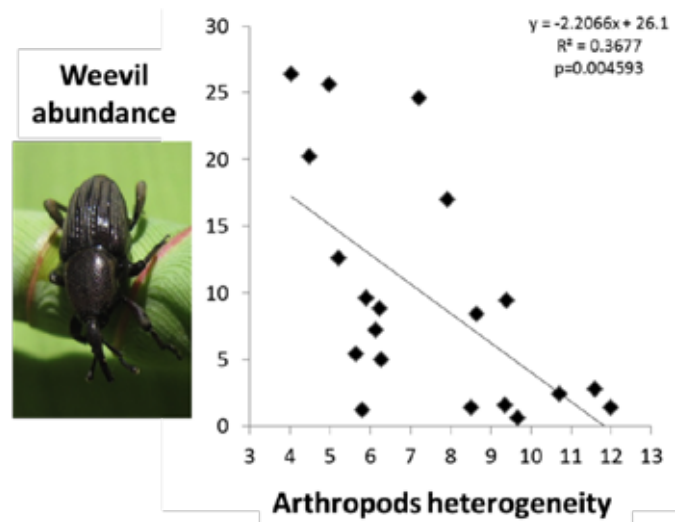 y = -2.2066x + 26.1
R² = 0.3677
p=0.004593
Weevil
abundance
30
25
20
15
10
5
0
3 4 5 6 7 8 9 10 11 12 13
Arthropods heterogeneity